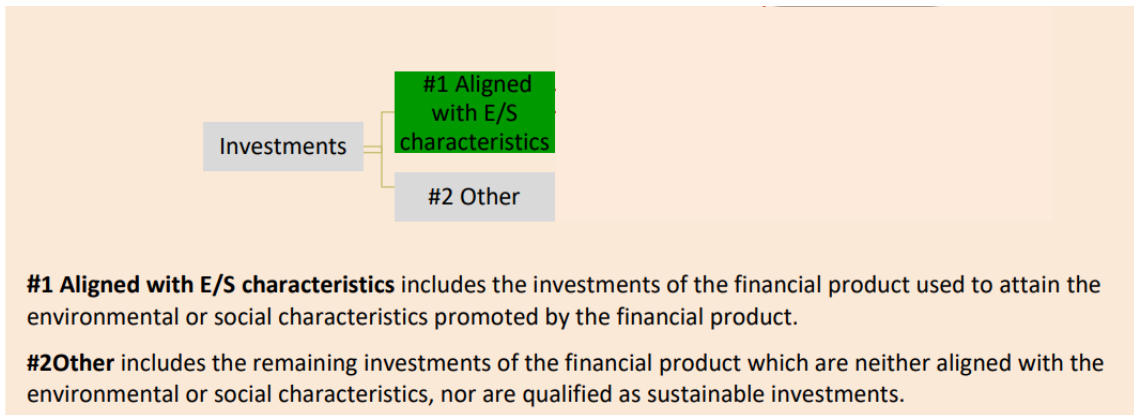 #1 Aligned
with E/S
characteristics
Investments
#2 Other
#1 Aligned with E/S characteristics includes the investments of the financial product used to attain the
environmental or social characteristics promoted by the financial product.
#2Other includes the remaining investments of the financial product which are neither aligned with the
environmental or social characteristics, nor are qualified as sustainable investments.